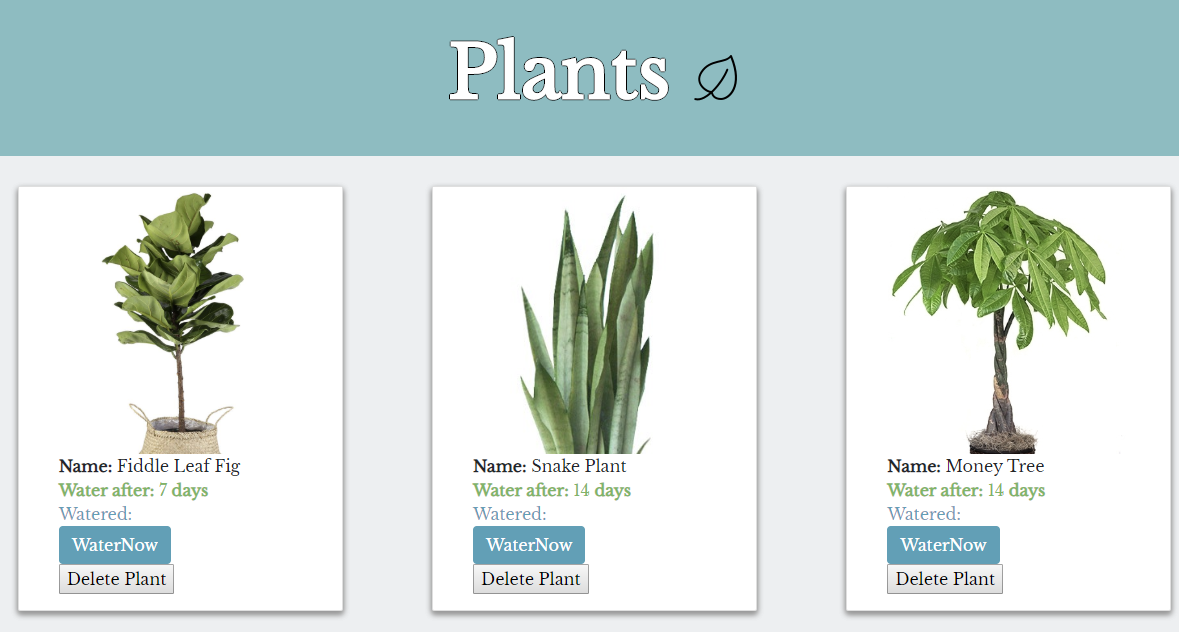 Plants
Name: Fiddle Leaf Fig
Water after: 7 days
Watered:
WaterNow
Delete Plant
Name: Snake Plant
Water after: 14 days
Watered:
WaterNow
Delete Plant
Name: Money Tree
Water after: 14 days
Watered:
WaterNow
Delete Plant